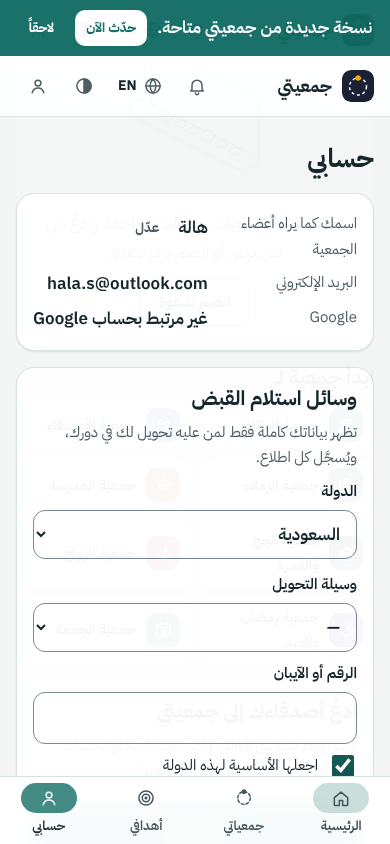 نسخة جديدة من جمعيتي متاحة. حدّث الآن لاحقاً
جمعيتي EN
حسابي
اسمك كما يراه أعضاء الجمعية هالة عدّل
البريد الإلكتروني hala.s@outlook.com
Google غير مرتبط بحساب Google
وسائل استلام القبض
تظهر بياناتك كاملة فقط لمن عليه تحويل لك في دورك،
ويُسجَّل كل اطلاع.
الدولة
السعودية
وسيلة التحويل
—
الرقم أو الآيبان
اجعلها الأساسية لهذه الدولة
الرئيسية جمعياتي أهدافي حسابي